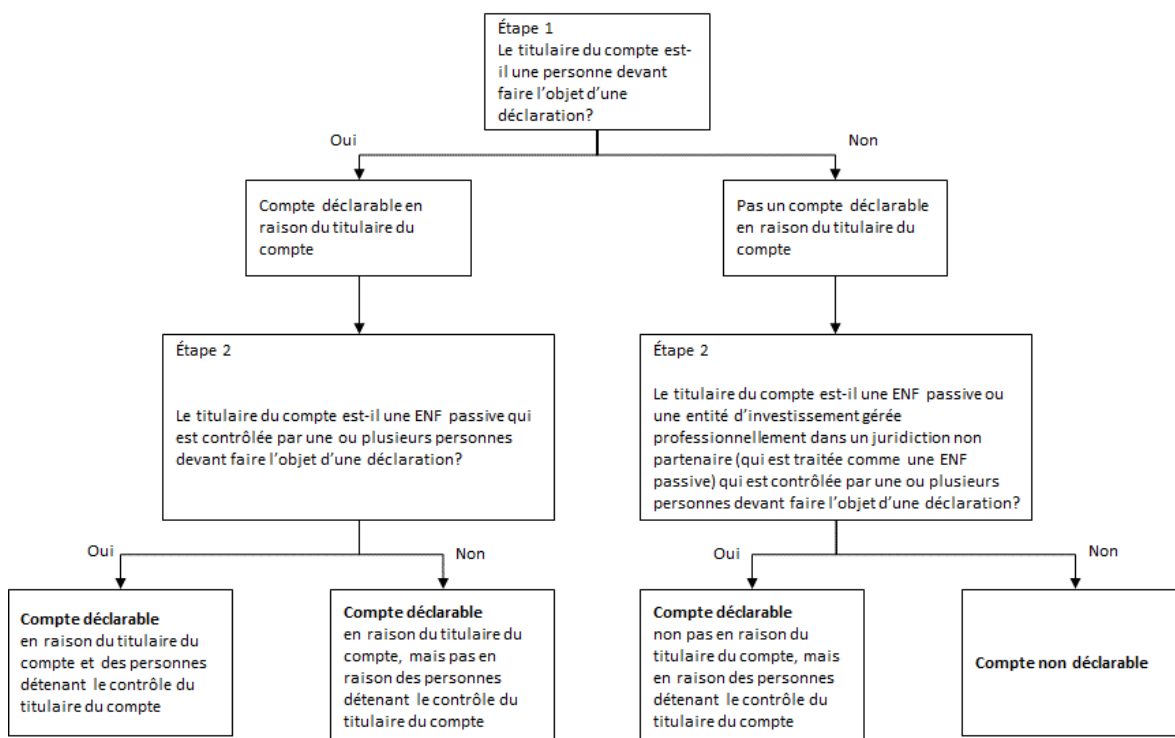 Étape 1
Le titulaire du compte est-
il une personne devant
faire l'objet d'une
déclaration?
Oui
Non
Compte déclarable en
raison du titulaire du
compte
Pas un compte déclarable
en raison du titulaire du
compte
Étape 2
Le titulaire du compte est-il une ENF passive qui
est contrôlée par une ou plusieurs personnes
devant faire l'objet d'une déclaration?
Étape 2
Le titulaire du compte est-il une ENF passive ou
une entité d'investissement gérée
professionnellement dans un juridiction non
partenaire (qui est traitée comme une ENF
passive) qui est contrôlée par une ou plusieurs
personnes devant faire l'objet d'une déclaration?
Oui
Non
Oui
Non
Compte déclarable
en raison du titulaire du
compte et des personnes
détenant le contrôle du
titulaire du compte
Compte déclarable
en raison du titulaire du
compte, mais pas en
raison des personnes
détenant le contrôle du
titulaire du compte
Compte déclarable
non pas en raison du
titulaire du compte, mais
en raison des personnes
détenant le contrôle du
titulaire du compte
Compte non déclarable